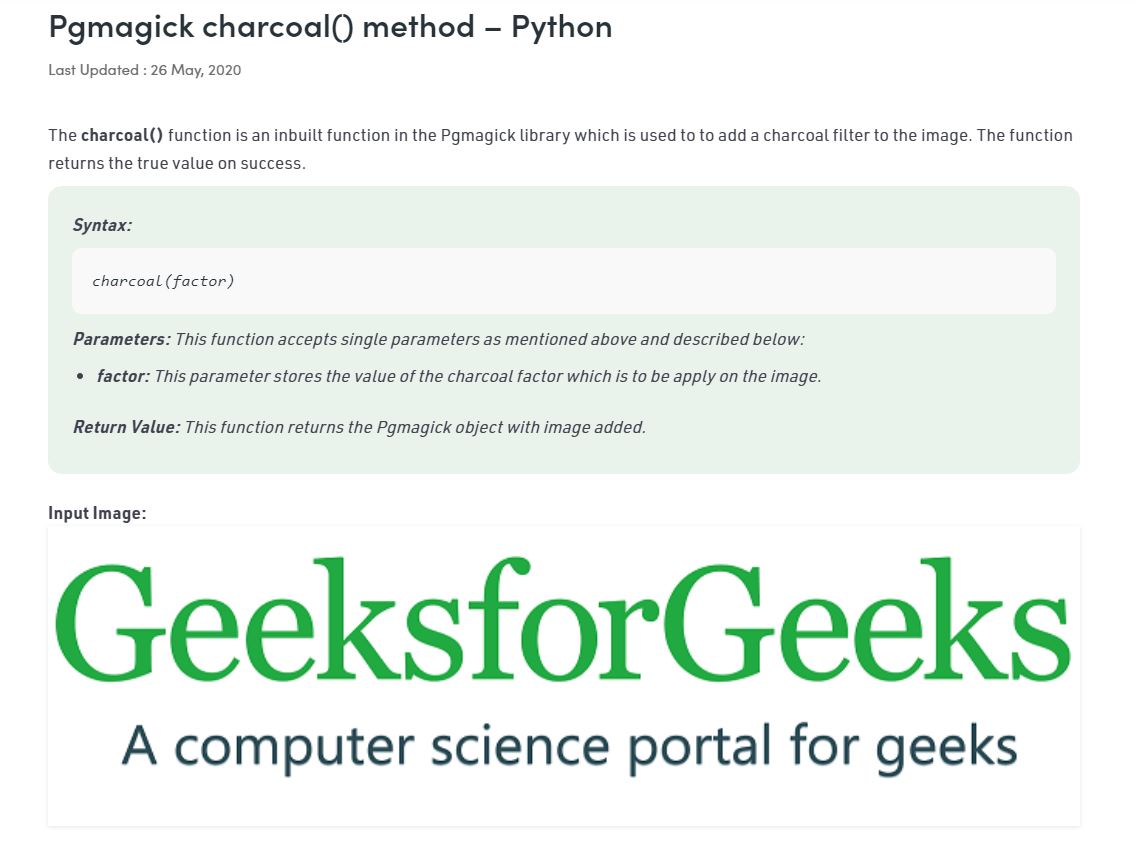 Pgmagick charcoal() method – Python
Last Updated : 26 May, 2020
The charcoal() function is an inbuilt function in the Pgmagick library which is used to to add a charcoal filter to the image. The function
returns the true value on success.
Syntax:
charcoal(factor)
Parameters: This function accepts single parameters as mentioned above and described below:
• factor: This parameter stores the value of the charcoal factor which is to be apply on the image.
Return Value: This function returns the Pgmagick object with image added.
Input Image:
GeeksforGeeks
A computer science portal for geeks